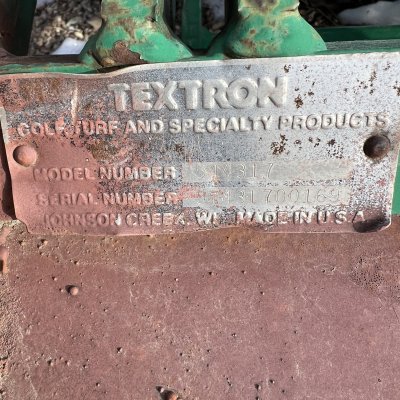 TEXTRON
GOLF TURF AND SPECIALTY PRODUCTS
MODEL NUMBER
SERIAL NUMBER
JOHNSON CREEK, WI. MADE IN U.S.A.